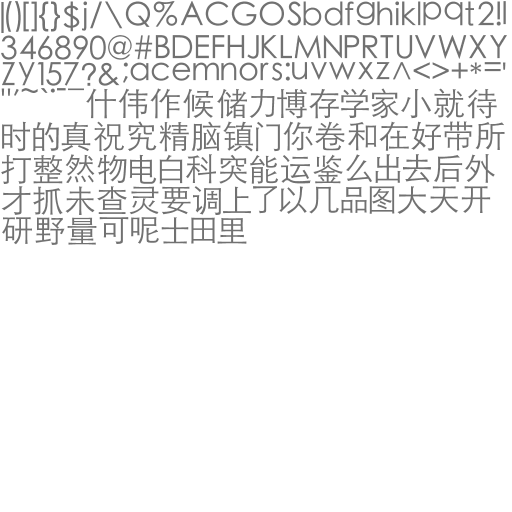 |()[]{}$j/\Q%ACGOSbdfghiklpqt2!I
346890@#BDEFHJKLMNPRTUVWXY
Zy157?&;acemnors:uvwxz^<>+*='
"'~`;-—什伟作候储力博存学家小就待
时的真祝究精脑镇门你卷和在好带所
打整然物电白科突能运鉴么出去后外
才抓未查灵要调上了以几品图大天开
研野量可呢士田里